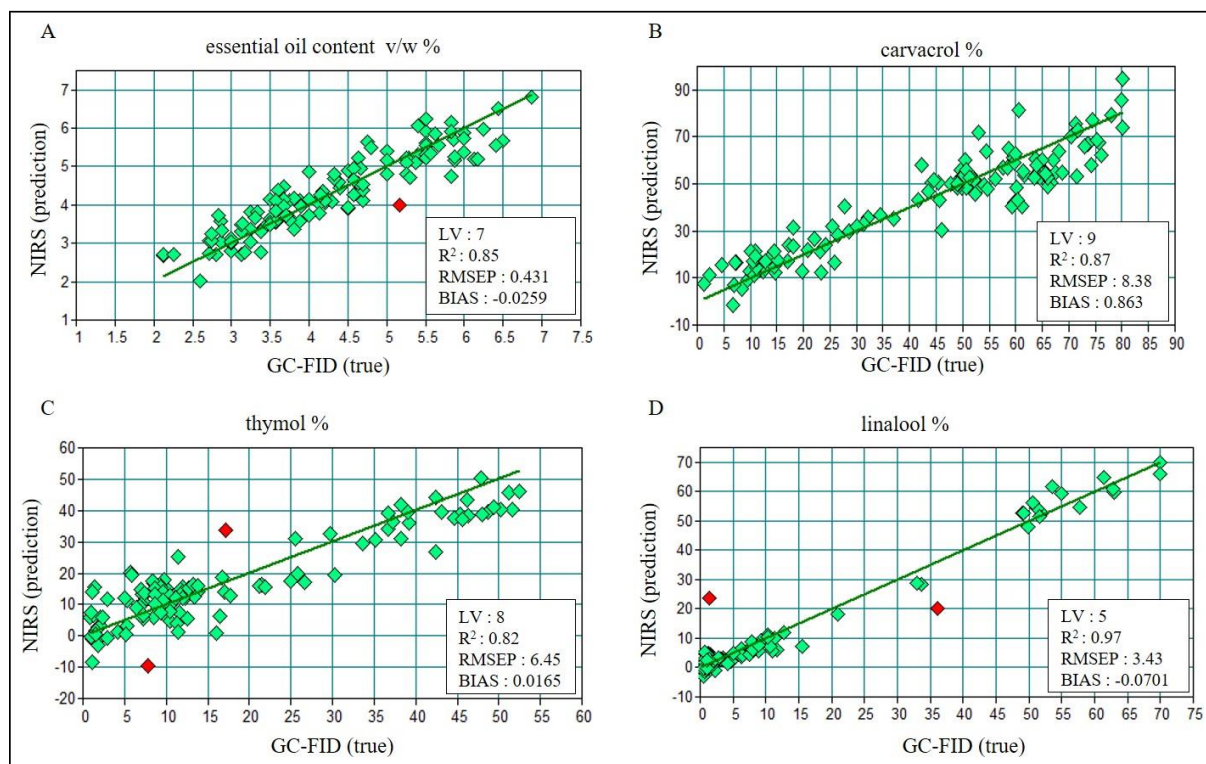 A
essential oil content v/w %
NIRS (prediction)
7
6
5
4
3
2
1
LV : 7
R² : 0.85
RMSEP : 0.431
BIAS : -0.0259
1 1.5 2 2.5 3 3.5 4 4.5 5 5.5 6 6.5 7 7.5
GC-FID (true)
B
carvacrol %
NIRS (prediction)
90
70
50
30
10
-10
LV : 9
R² : 0.87
RMSEP : 8.38
BIAS : 0.863
0 5 10 15 20 25 30 35 40 45 50 55 60 65 70 75 80 85 90
GC-FID (true)
C
thymol %
NIRS (prediction)
60
50
40
30
20
10
0
-10
-20
LV : 8
R² : 0.82
RMSEP : 6.45
BIAS : 0.0165
0 5 10 15 20 25 30 35 40 45 50 55 60
GC-FID (true)
D
linalool %
NIRS (prediction)
70
60
50
40
30
20
10
0
-10
LV : 5
R² : 0.97
RMSEP : 3.43
BIAS : -0.0701
0 5 10 15 20 25 30 35 40 45 50 55 60 65 70 75
GC-FID (true)